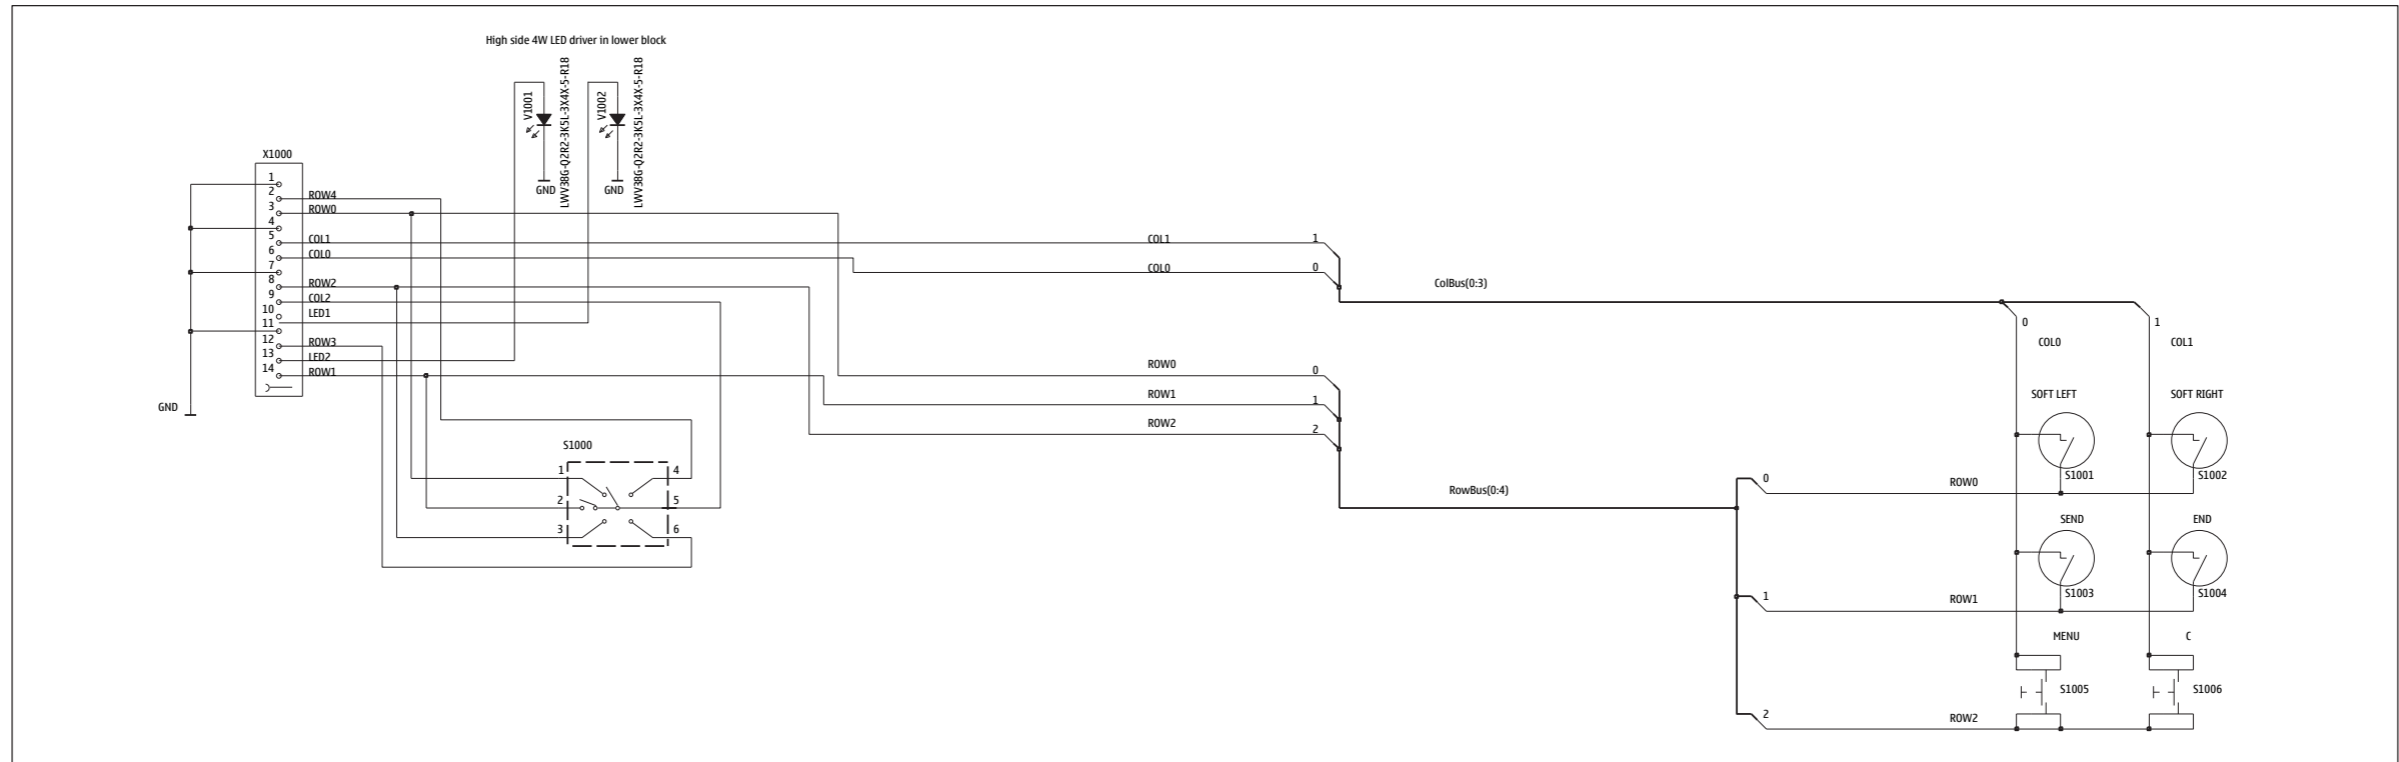 High side 4W LED driver in lower block
V1001
LWV38G-Q2R2-3K5L-3X4X-5-R18
V1002
LWV38G-Q2R2-3K5L-3X4X-5-R18
GND
GND
X1000
1
2
3
4
5
6
7
8
9
10
11
12
13
14
ROW4
ROW0
COL1
COL0
ROW2
COL2
LED1
ROW3
LED2
ROW1
GND
S1000
1
2
3
4
5
6
COL1
1
COL0
0
ColBus(0:3)
ROW0
0
ROW1
1
ROW2
2
RowBus(0:4)
0
COL0
1
COL1
SOFT LEFT
SOFT RIGHT
S1001
S1002
0
ROW0
SEND
END
S1003
S1004
1
ROW1
MENU
C
S1005
S1006
2
ROW2